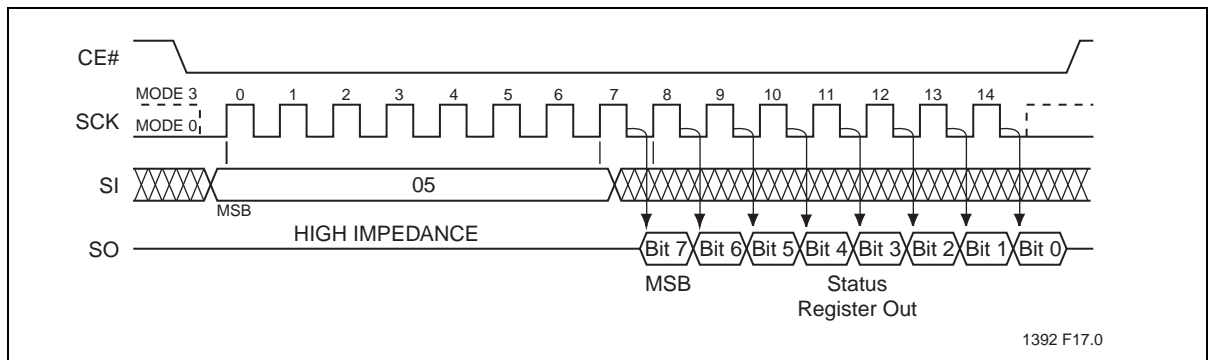 CE#
MODE 3
0 1 2 3 4 5 6 7 8 9 10 11 12 13 14
SCK
MODE 0
SI
05
MSB
HIGH IMPEDANCE
SO
Bit 7 Bit 6 Bit 5 Bit 4 Bit 3 Bit 2 Bit 1 Bit 0
MSB
Status
Register Out
1392 F17.0